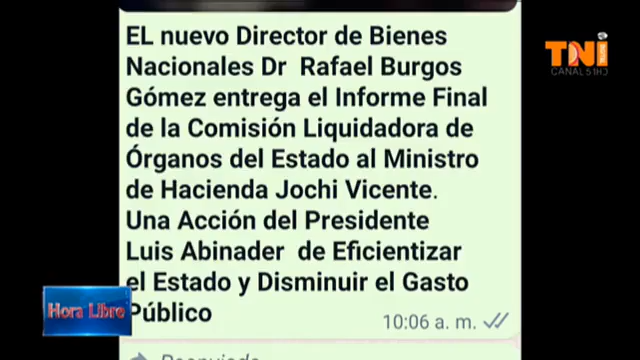 EL nuevo Director de Bienes
Nacionales Dr Rafael Burgos
Gómez entrega el Informe Final
de la Comisión Liquidadora de
Órganos del Estado al Ministro
de Hacienda Jochi Vicente.
Una Acción del Presidente
Luis Abinader de Eficientizar
el Estado y Disminuir el Gasto
Público
10:06 a. m.
TNi
CANAL 51HD
Hora Libre